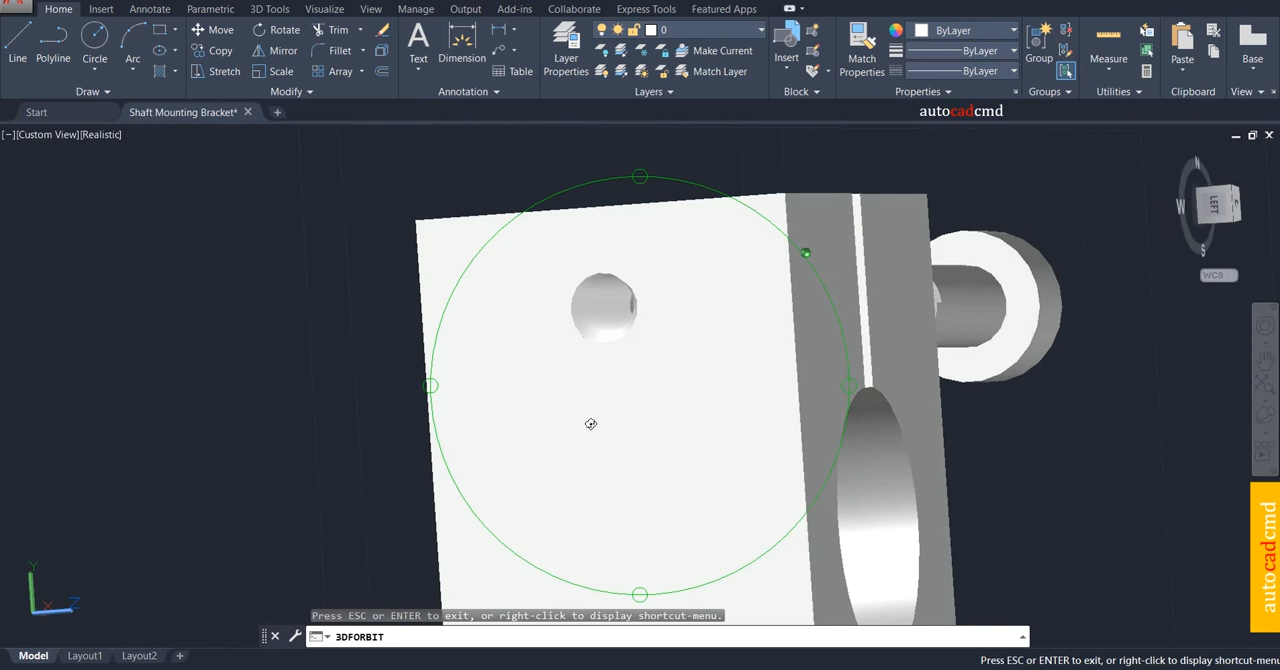 Home Insert Annotate Parametric 3D Tools Visualize View Manage Output Add-ins Collaborate Express Tools Featured Apps
Line Polyline Circle Arc
Move Rotate Trim
Copy Mirror Fillet
Stretch Scale Array
Text Dimension Table
Layer Properties
0
Make Current
Match Layer
Insert
Match Properties
ByLayer
ByLayer
ByLayer
Group
Measure
Paste
Base
Draw Modify Annotation Layers Block Properties Groups Utilities Clipboard View
Start Shaft Mounting Bracket* autocadcmd
[−][Custom View][Realistic]
N
W LEFT
S
WCS
Y
X Z
autocadcmd
Press ESC or ENTER to exit, or right-click to display shortcut-menu.
3DFORBIT
Model Layout1 Layout2 +
Press ESC or ENTER to exit, or right-click to display shortcut-menu